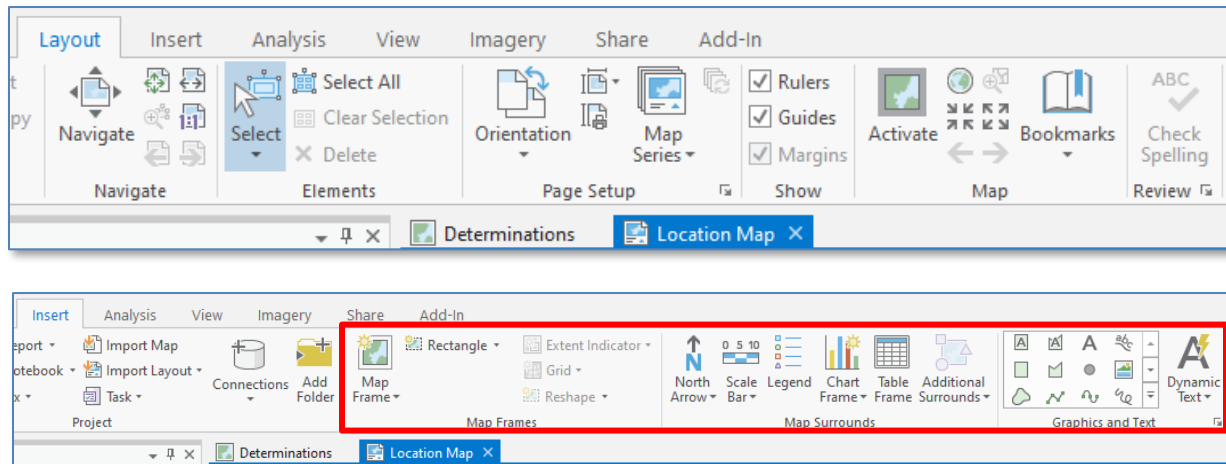 Layout Insert Analysis View Imagery Share Add-In
t Select All Rulers ABC
py Navigate Select Clear Selection Orientation Map Guides Activate Bookmarks Check
Delete Series Margins Spelling
Navigate Elements Page Setup Show Map Review
Determinations Location Map
Insert Analysis View Imagery Share Add-In
eport Import Map Rectangle Extent Indicator N 0 5 10 A A A
otebook Import Layout Connections Add Map Grid North Scale Legend Chart Table Additional Dynamic
x Task Folder Frame Reshape Arrow Bar Frame Frame Surrounds Text
Project Map Frames Map Surrounds Graphics and Text
Determinations Location Map